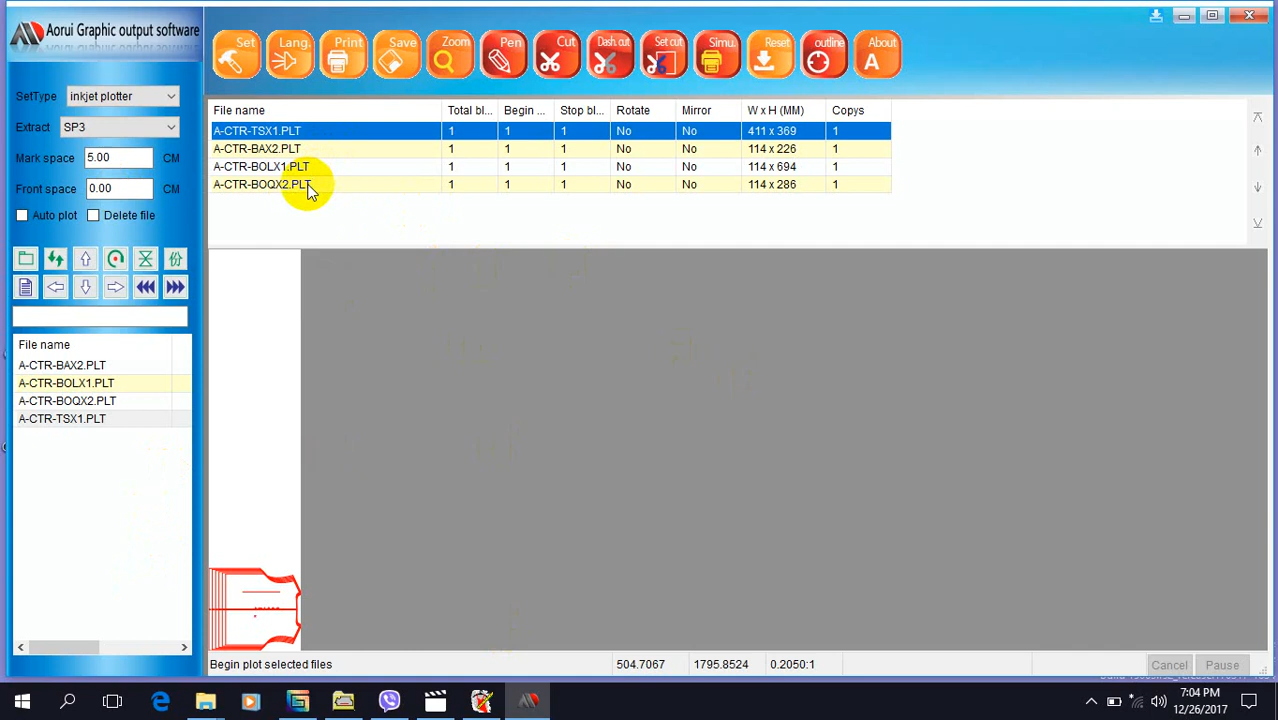 Aorui Graphic output software
Set Lang. Print Save Zoom Pen Cut Dash. cut Set cut Simu. Reset outline About
SetType inkjet plotter
Extract SP3
Mark space 5.00 CM
Front space 0.00 CM
Auto plot Delete file
份
File name
A-CTR-BAX2.PLT
A-CTR-BOLX1.PLT
A-CTR-BOQX2.PLT
A-CTR-TSX1.PLT
File name Total bl... Begin ... Stop bl... Rotate Mirror W x H (MM) Copys
A-CTR-TSX1.PLT 1 1 1 No No 411 x 369 1
A-CTR-BAX2.PLT 1 1 1 No No 114 x 226 1
A-CTR-BOLX1.PLT 1 1 1 No No 114 x 694 1
A-CTR-BOQX2.PLT 1 1 1 No No 114 x 286 1
Begin plot selected files 504.7067 1795.8524 0.2050:1 Cancel Pause
7:04 PM
12/26/2017